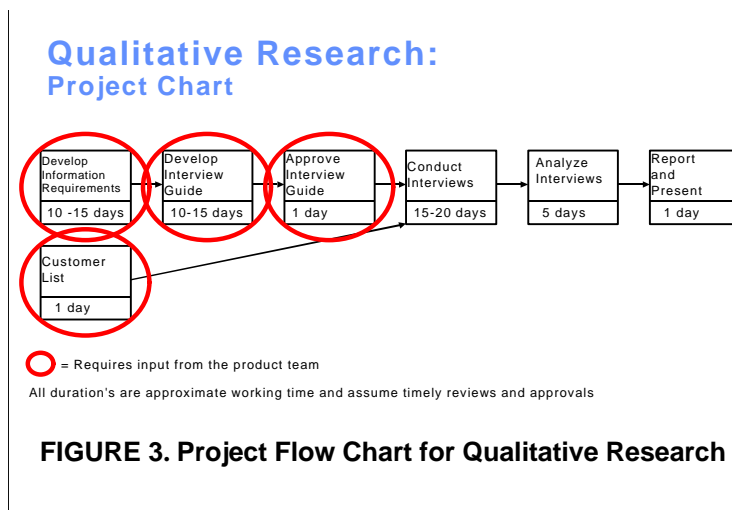 Qualitative Research:
Project Chart
Develop
Information
Requirements
10 -15 days
Develop
Interview
Guide
10-15 days
Approve
Interview
Guide
1 day
Conduct
Interviews
15-20 days
Analyze
Interviews
5 days
Report
and
Present
1 day
Customer
List
1 day
= Requires input from the product team
All duration's are approximate working time and assume timely reviews and approvals
FIGURE 3. Project Flow Chart for Qualitative Research